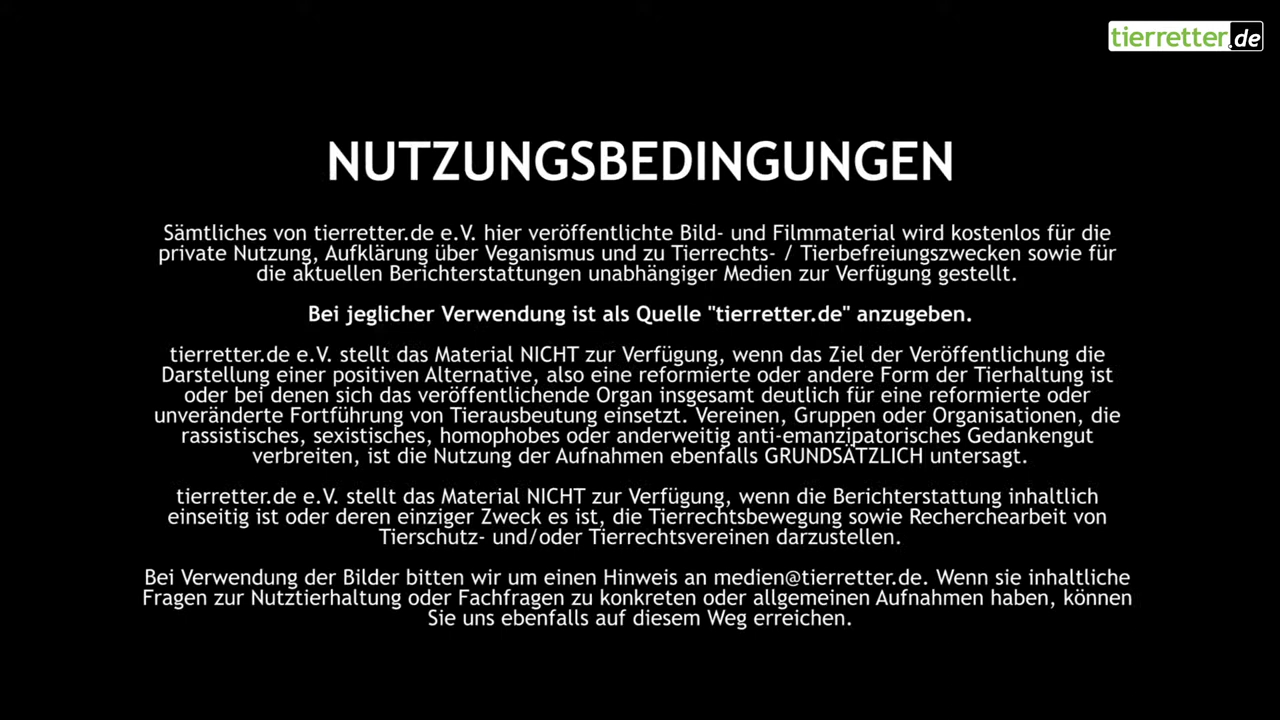 tierretter.de
NUTZUNGSBEDINGUNGEN
Sämtliches von tierretter.de e.V. hier veröffentlichte Bild- und Filmmaterial wird kostenlos für die
private Nutzung, Aufklärung über Veganismus und zu Tierrechts- / Tierbefreiungszwecken sowie für
die aktuellen Berichterstattungen unabhängiger Medien zur Verfügung gestellt.
Bei jeglicher Verwendung ist als Quelle "tierretter.de" anzugeben.
tierretter.de e.V. stellt das Material NICHT zur Verfügung, wenn das Ziel der Veröffentlichung die
Darstellung einer positiven Alternative, also eine reformierte oder andere Form der Tierhaltung ist
oder bei denen sich das veröffentlichende Organ insgesamt deutlich für eine reformierte oder
unveränderte Fortführung von Tierausbeutung einsetzt. Vereinen, Gruppen oder Organisationen, die
rassistisches, sexistisches, homophobes oder anderweitig anti-emanzipatorisches Gedankengut
verbreiten, ist die Nutzung der Aufnahmen ebenfalls GRUNDSÄTZLICH untersagt.
tierretter.de e.V. stellt das Material NICHT zur Verfügung, wenn die Berichterstattung inhaltlich
einseitig ist oder deren einziger Zweck es ist, die Tierrechtsbewegung sowie Recherchearbeit von
Tierschutz- und/oder Tierrechtsvereinen darzustellen.
Bei Verwendung der Bilder bitten wir um einen Hinweis an medien@tierretter.de. Wenn sie inhaltliche
Fragen zur Nutztierhaltung oder Fachfragen zu konkreten oder allgemeinen Aufnahmen haben, können
Sie uns ebenfalls auf diesem Weg erreichen.